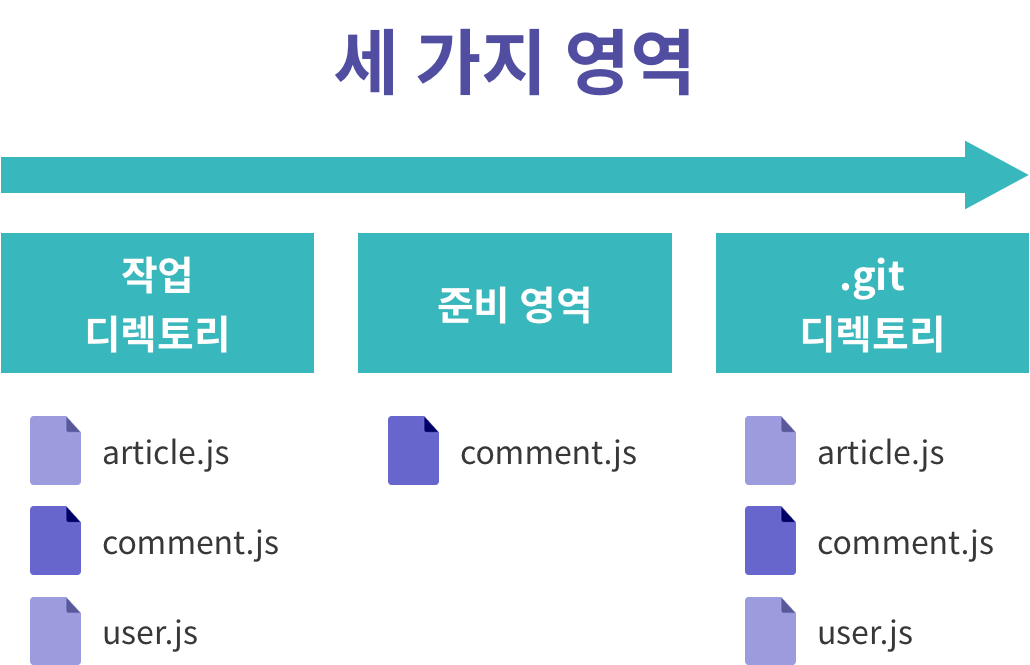 세 가지 영역
작업
디렉토리
준비 영역
.git
디렉토리
article.js
comment.js
article.js
comment.js
comment.js
user.js
user.js